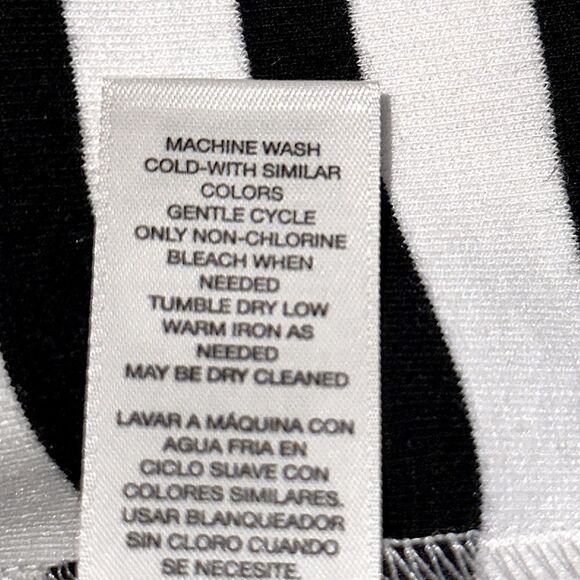 MACHINE WASH
COLD-WITH SIMILAR
COLORS
GENTLE CYCLE
ONLY NON-CHLORINE
BLEACH WHEN
NEEDED
TUMBLE DRY LOW
WARM IRON AS
NEEDED
MAY BE DRY CLEANED
LAVAR A MÁQUINA CON
AGUA FRIA EN
CICLO SUAVE CON
COLORES SIMILARES.
USAR BLANQUEADOR
SIN CLORO CUANDO
SE NECESITE.